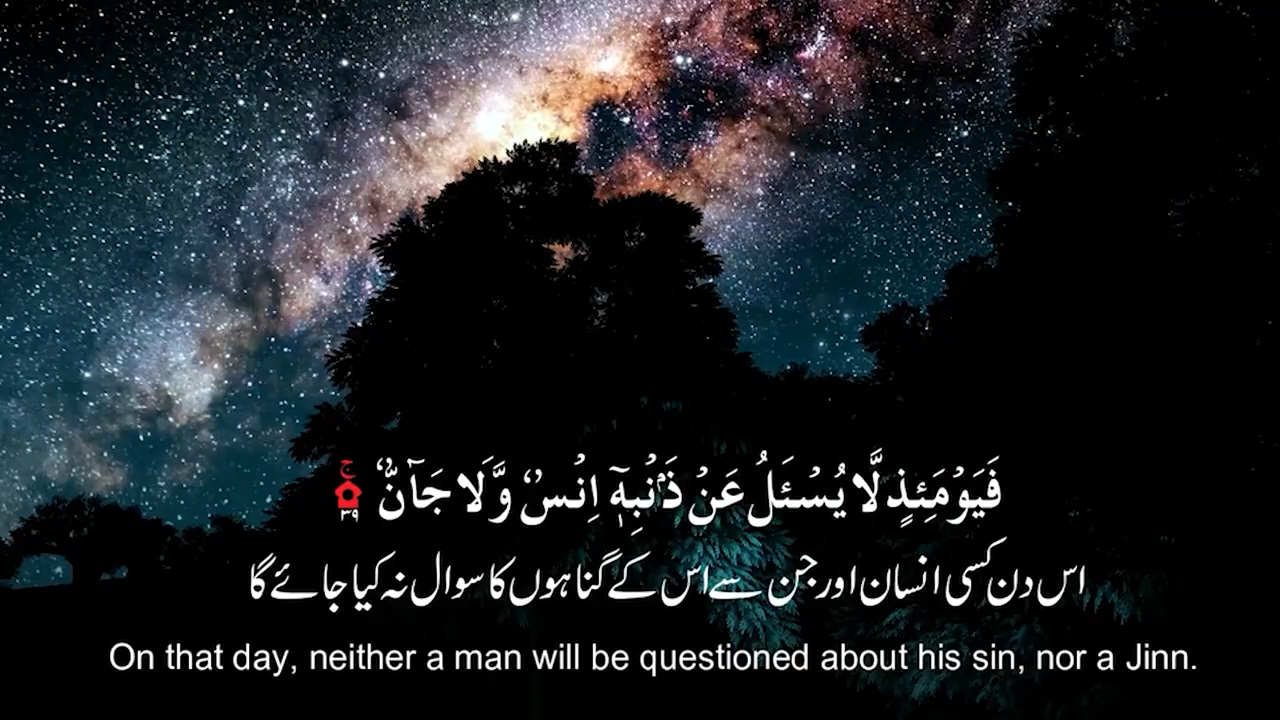 فَيَوْمَئِذٍ لَّا يُسْـَٔلُ عَنْ ذَنْۢبِهٖٓ اِنْسٌ وَّلَا جَآنٌّ ۚ ۳۹
اس دن کسی انسان اور جن سے اس کے گناہوں کا سوال نہ کیا جائے گا
On that day, neither a man will be questioned about his sin, nor a Jinn.